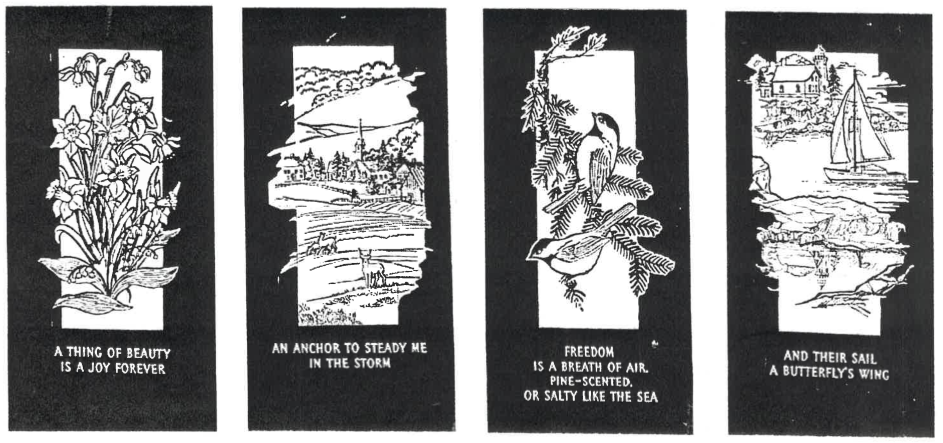 A THING OF BEAUTY
IS A JOY FOREVER
AN ANCHOR TO STEADY ME
IN THE STORM
FREEDOM
IS A BREATH OF AIR.
PINE-SCENTED.
OR SALTY LIKE THE SEA
AND THEIR SAIL
A BUTTERFLY'S WING